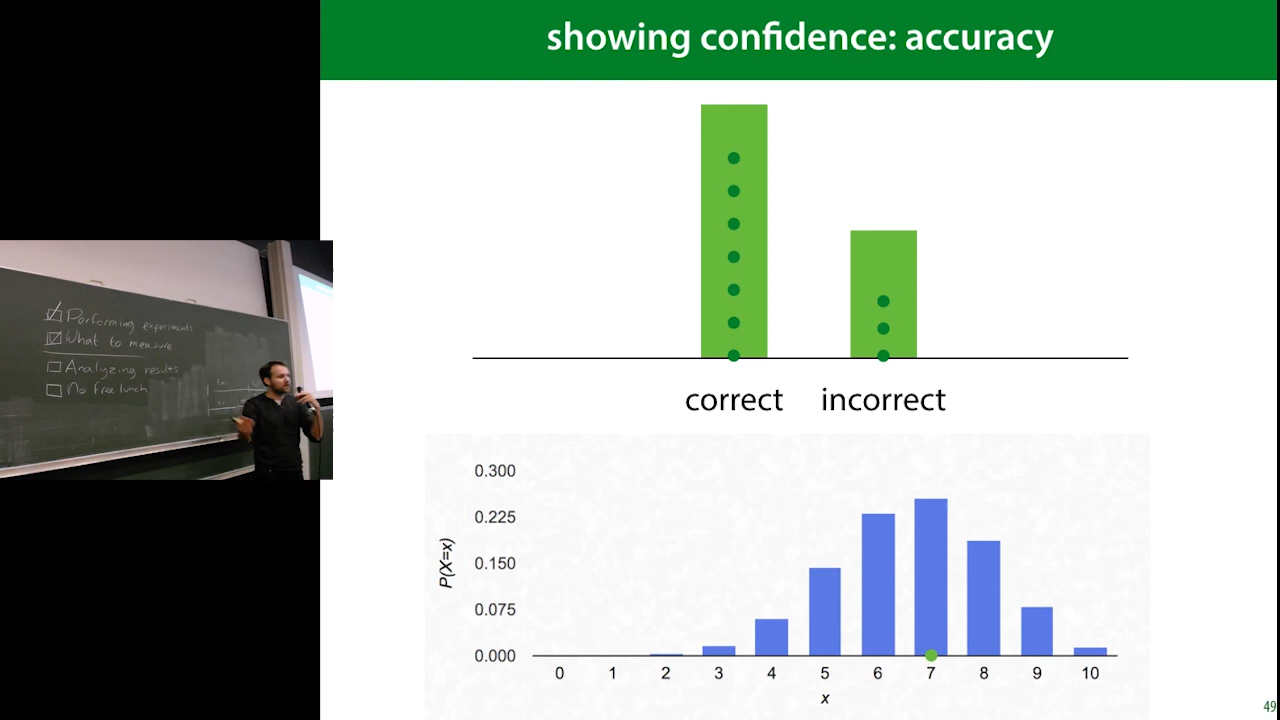 showing confidence: accuracy
correct incorrect
Performing experiments
What to measure
Analyzing results
No free lunch
0.300
0.225
0.150
0.075
0.000
P(X=x)
0 1 2 3 4 5 6 7 8 9 10
x
49